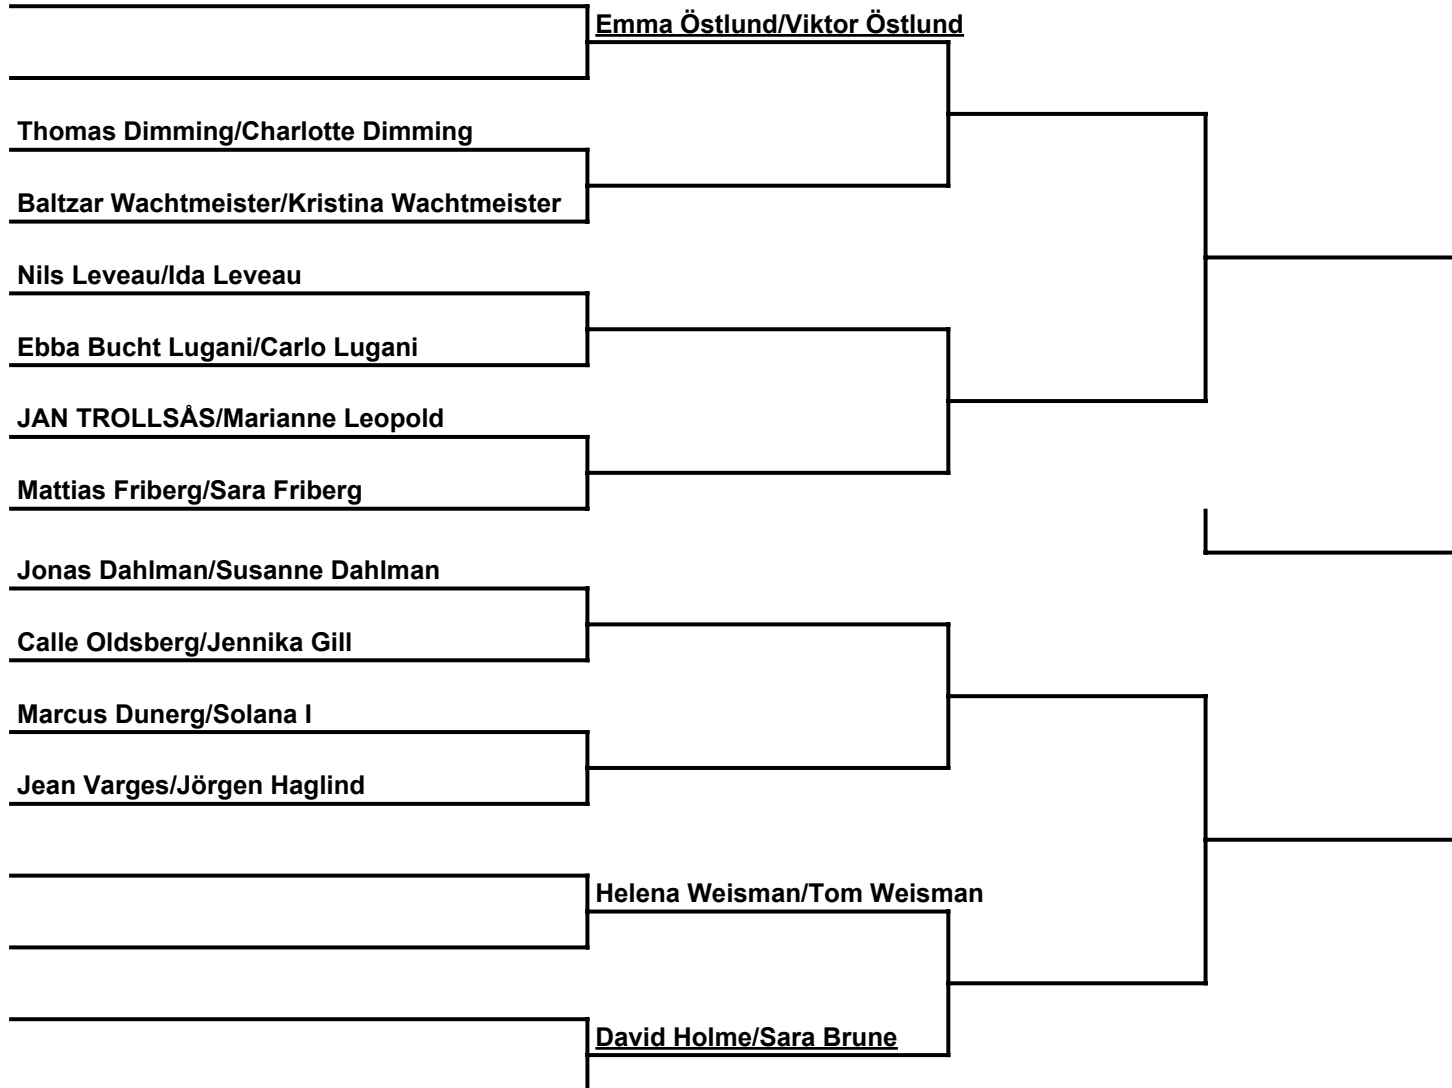 Emma Östlund/Viktor Östlund
Thomas Dimming/Charlotte Dimming
Baltzar Wachtmeister/Kristina Wachtmeister
Nils Leveau/Ida Leveau
Ebba Bucht Lugani/Carlo Lugani
JAN TROLLSÅS/Marianne Leopold
Mattias Friberg/Sara Friberg
Jonas Dahlman/Susanne Dahlman
Calle Oldsberg/Jennika Gill
Marcus Dunerg/Solana I
Jean Varges/Jörgen Haglind
Helena Weisman/Tom Weisman
David Holme/Sara Brune